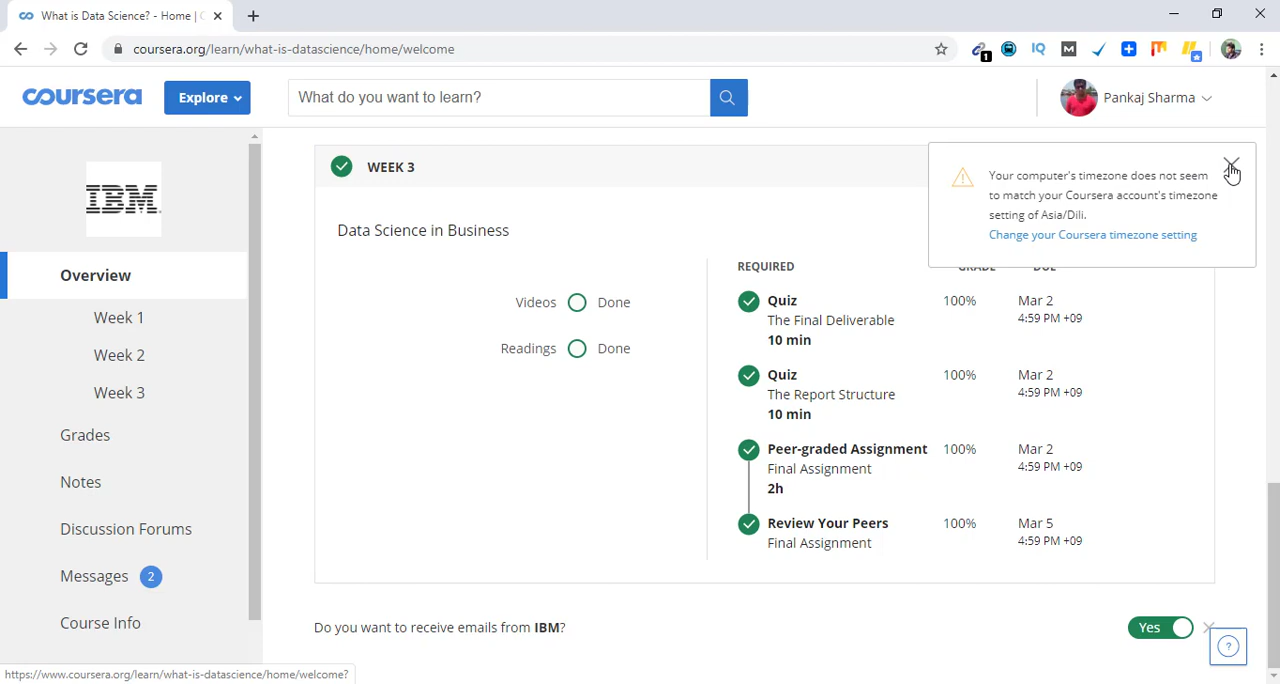 What is Data Science? - Home | C
coursera.org/learn/what-is-datascience/home/welcome
1
IQ
M
coursera
Explore
What do you want to learn?
Pankaj Sharma
IBM
Overview
Week 1
Week 2
Week 3
Grades
Notes
Discussion Forums
Messages 2
Course Info
WEEK 3
Your computer's timezone does not seem
to match your Coursera account's timezone
setting of Asia/Dili.
Change your Coursera timezone setting
Data Science in Business
Videos Done
Readings Done
REQUIRED GRADE DUE
Quiz 100% Mar 2
The Final Deliverable 4:59 PM +09
10 min
Quiz 100% Mar 2
The Report Structure 4:59 PM +09
10 min
Peer-graded Assignment 100% Mar 2
Final Assignment 4:59 PM +09
2h
Review Your Peers 100% Mar 5
Final Assignment 4:59 PM +09
Do you want to receive emails from IBM? Yes
?
https://www.coursera.org/learn/what-is-datascience/home/welcome?